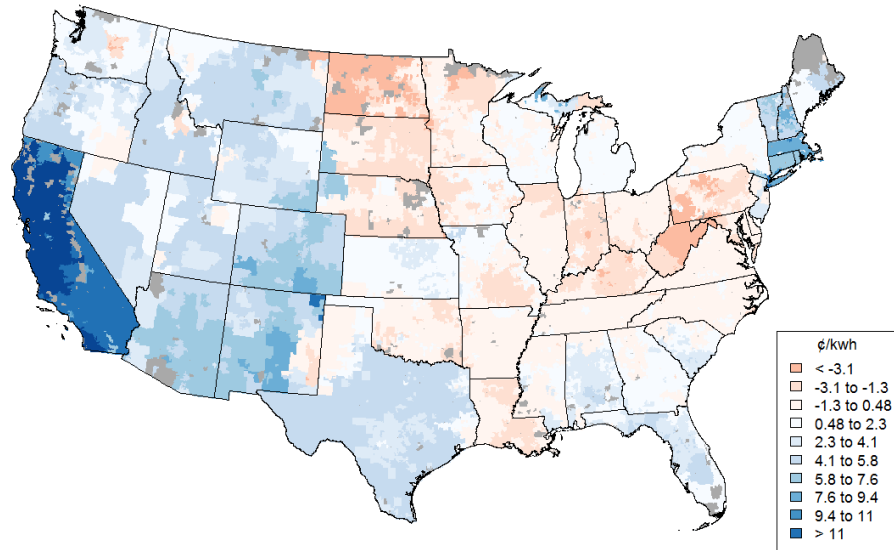 ¢/kwh
< -3.1
-3.1 to -1.3
-1.3 to 0.48
0.48 to 2.3
2.3 to 4.1
4.1 to 5.8
5.8 to 7.6
7.6 to 9.4
9.4 to 11
> 11